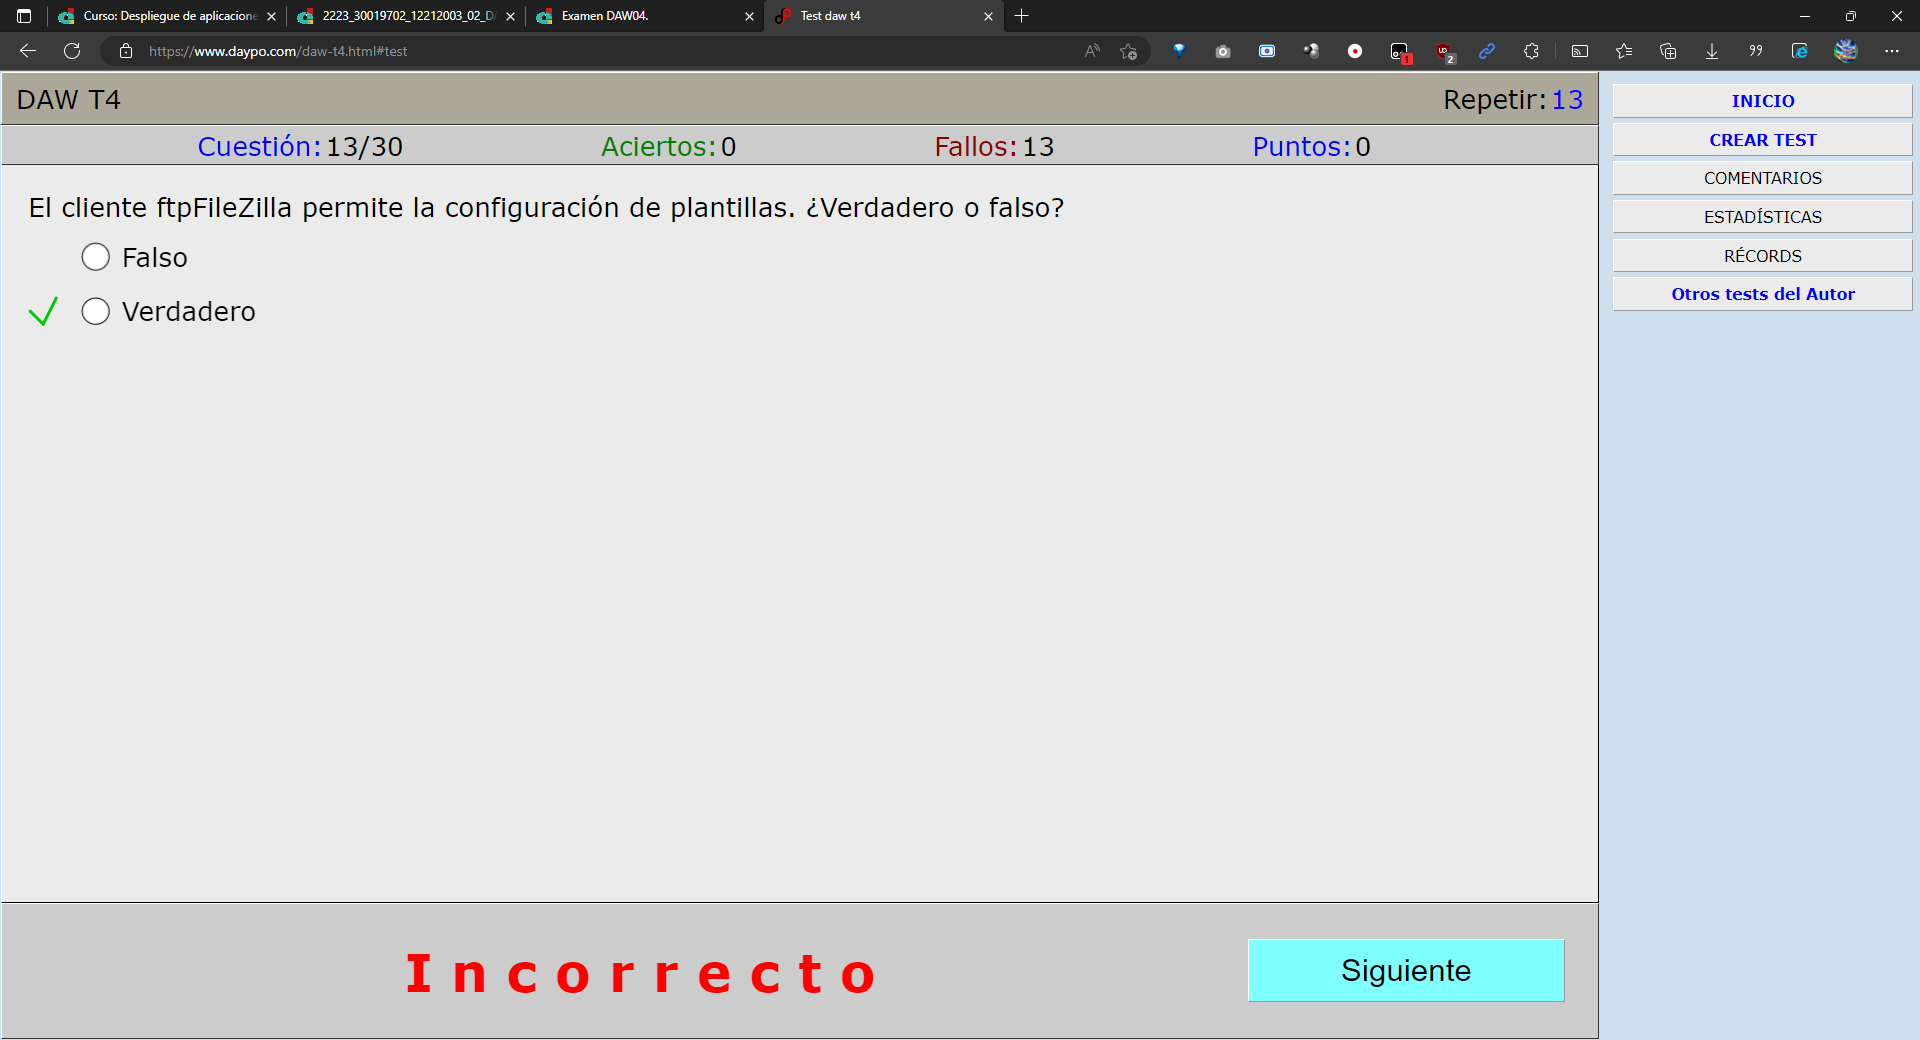 Curso: Despliegue de aplicacione
2223_30019702_12212003_02_D
Examen DAW04.
Test daw t4
https://www.daypo.com/daw-t4.html#test
1
2
DAW T4
Repetir: 13
Cuestión: 13/30
Aciertos: 0
Fallos: 13
Puntos: 0
El cliente ftpFileZilla permite la configuración de plantillas. ¿Verdadero o falso?
Falso
Verdadero
Incorrecto
Siguiente
INICIO
CREAR TEST
COMENTARIOS
ESTADÍSTICAS
RÉCORDS
Otros tests del Autor